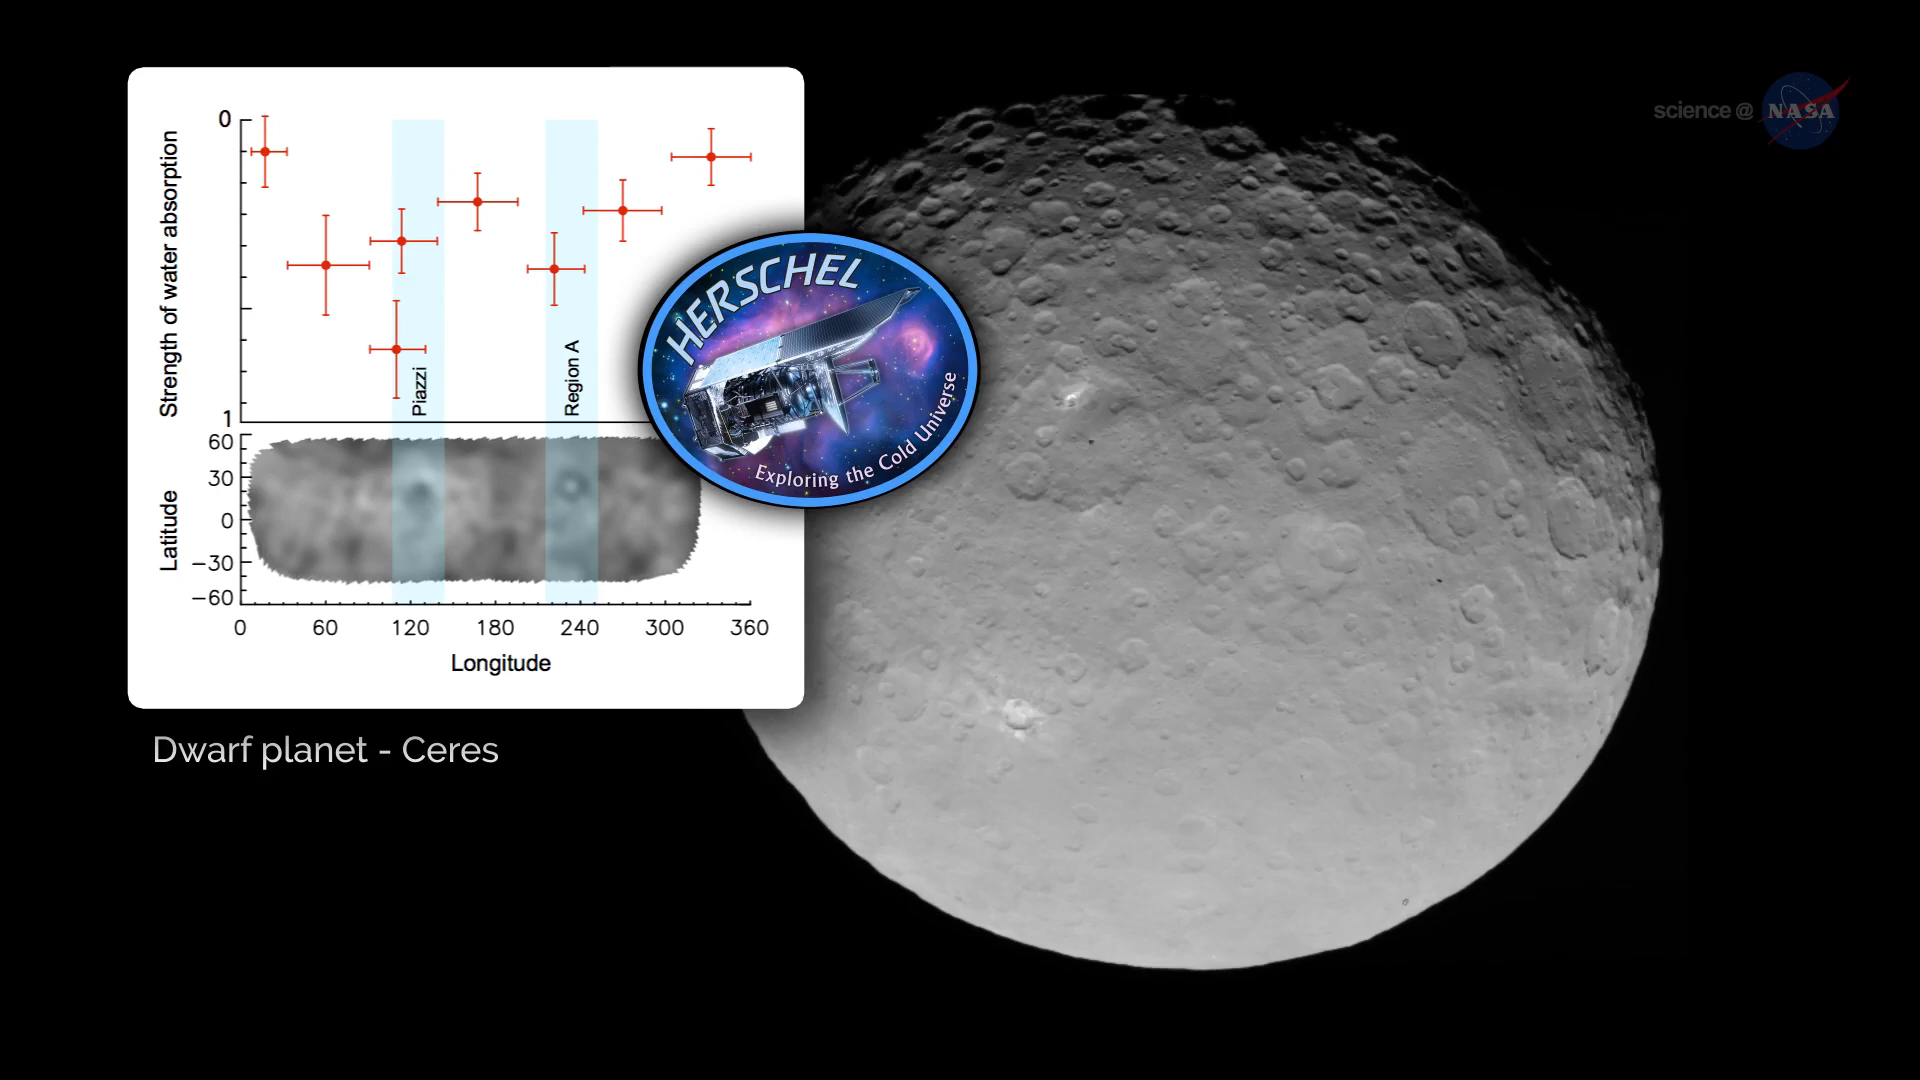 science @ NASA
Strength of water absorption
0
1
Piazzi
Region A
Latitude
60
30
0
−30
−60
0 60 120 180 240 300 360
Longitude
HERSCHEL
Exploring the Cold Universe
Dwarf planet - Ceres